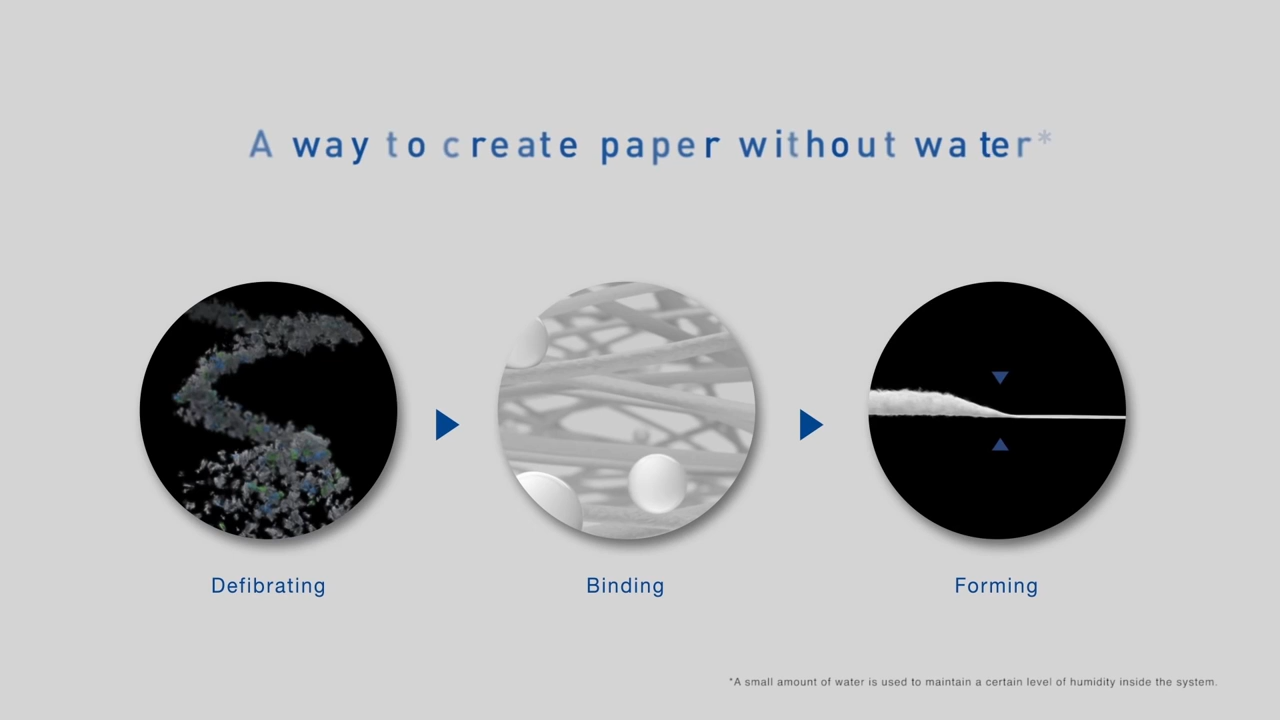 A way to create paper without water*
Defibrating
Binding
Forming
*A small amount of water is used to maintain a certain level of humidity inside the system.